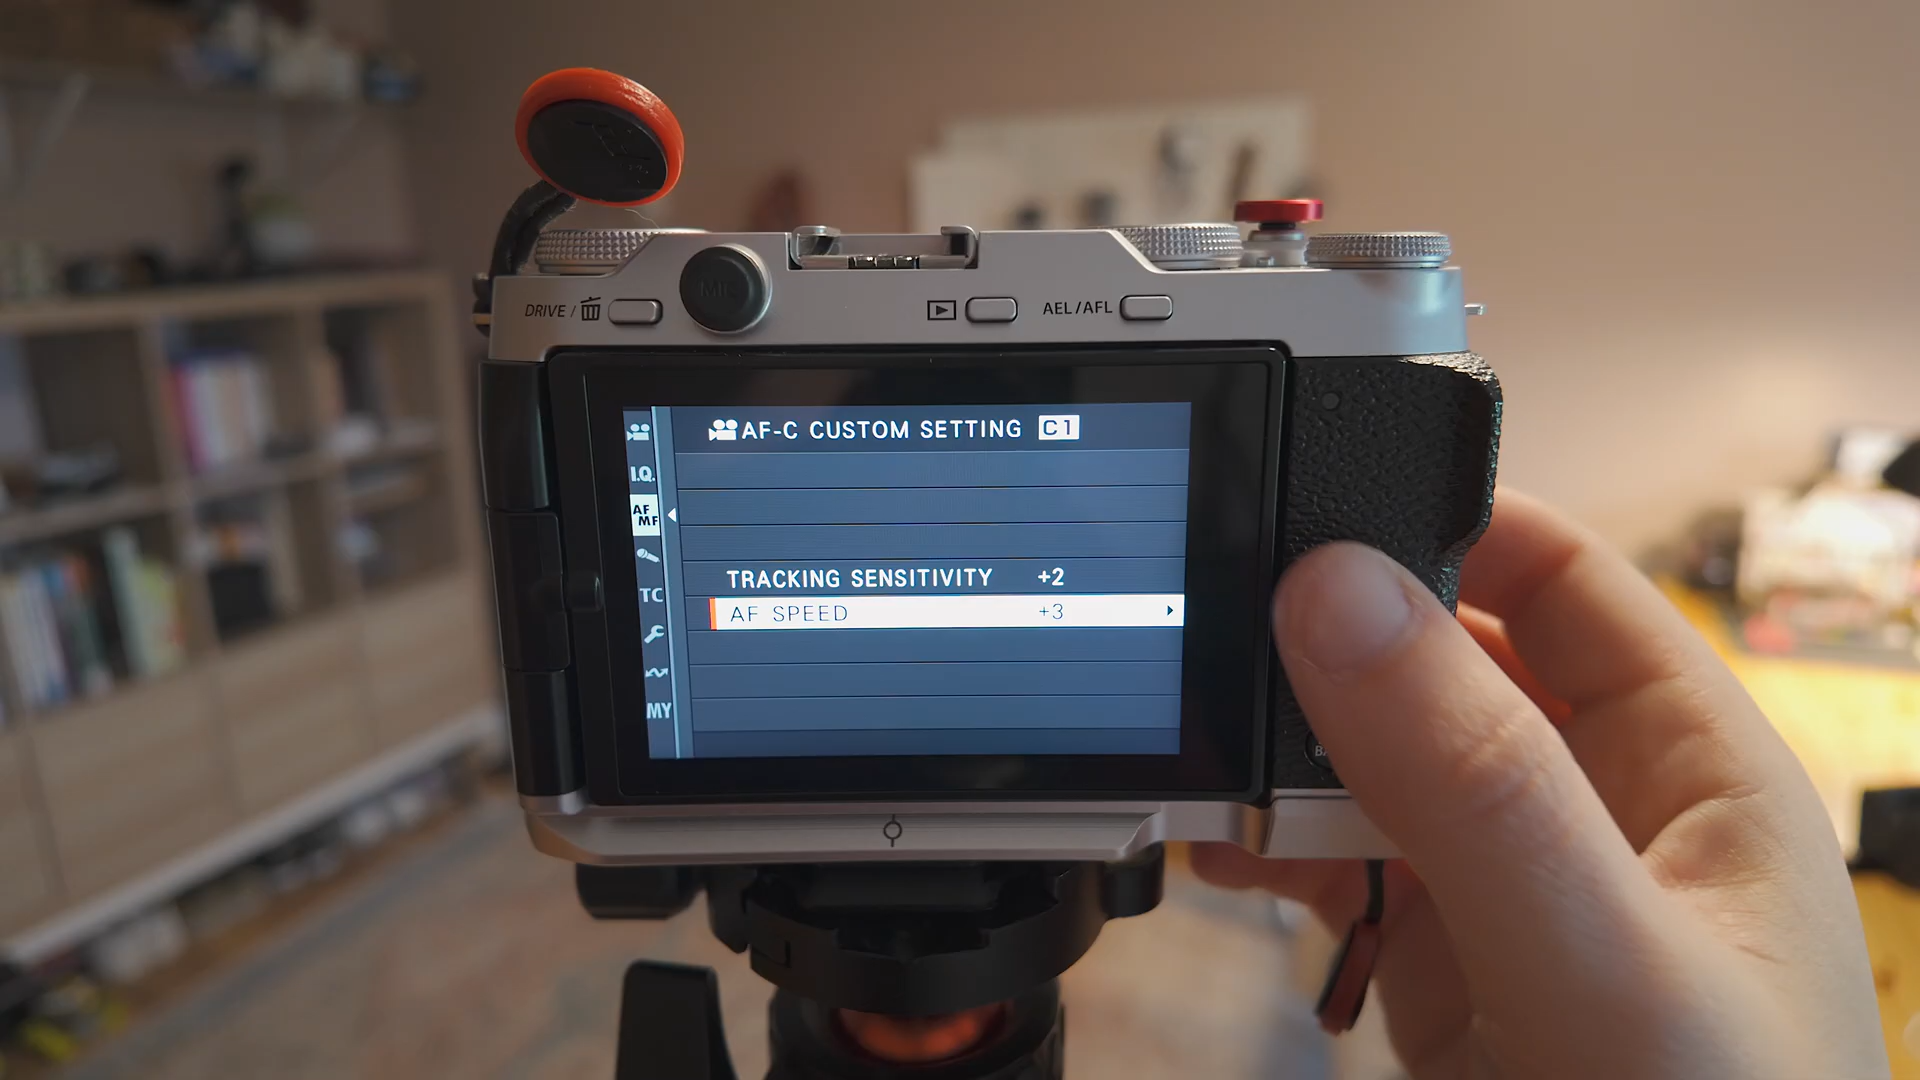 DRIVE /
AEL/AFL
AF-C CUSTOM SETTING C1
I.Q.
AF
MF
TRACKING SENSITIVITY +2
TC
AF SPEED +3
MY